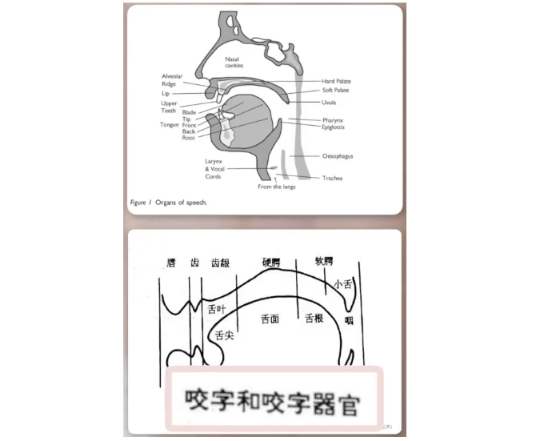 Nasal
cavities
Alveolar
Ridge
Hard Palate
Soft Palate
Lip
Uvula
Upper
Teeth
Blade
Tip
Tongue Front
Back
Root
Pharynx
Epiglottis
Larynx
& Vocal
Cords
Oesophagus
Trachea
From the lungs
Figure 1 Organs of speech.
唇 齿 齿龈 硬腭 软腭
小舌
舌叶
舌尖 舌面 舌根 咽
咬字和咬字器官